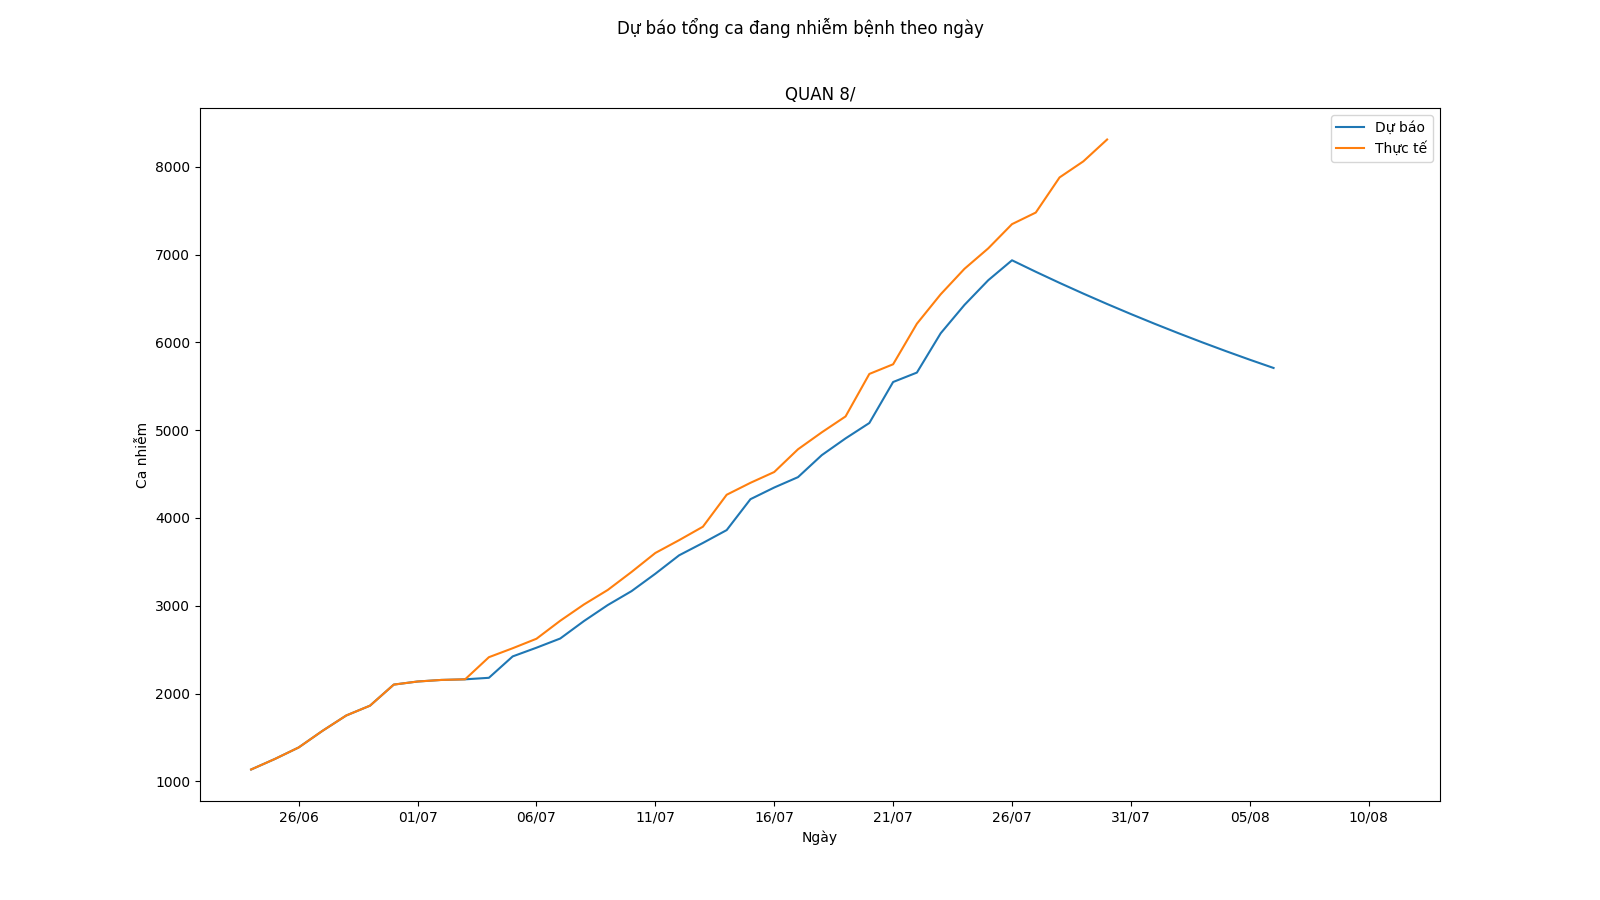 Dự báo tổng ca đang nhiễm bệnh theo ngày
QUAN 8/
Dự báo
Thực tế
8000
7000
6000
5000
4000
3000
2000
1000
Ca nhiễm
26/06 01/07 06/07 11/07 16/07 21/07 26/07 31/07 05/08 10/08
Ngày